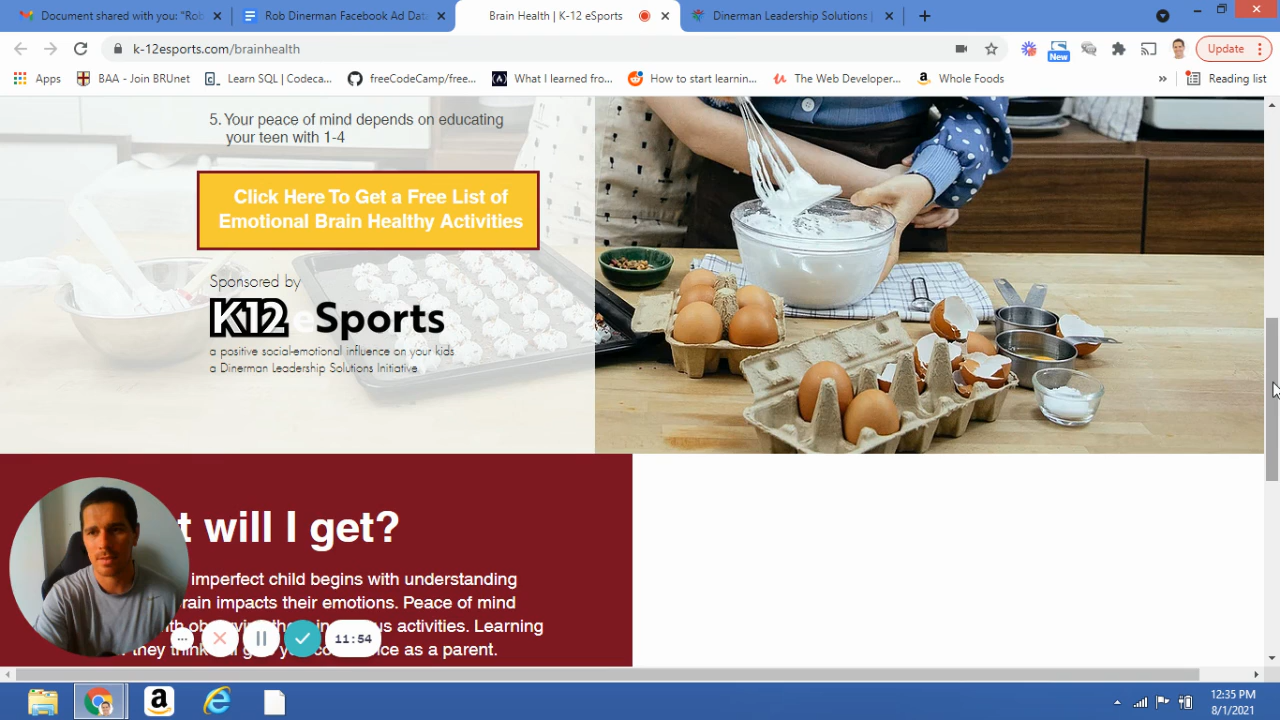 Document shared with you: "Rob
Rob Dinerman Facebook Ad Data
Brain Health | K-12 eSports
Dinerman Leadership Solutions |
k-12esports.com/brainhealth
New
Update
Apps
BAA - Join BRUnet
Learn SQL | Codeca...
freeCodeCamp/free...
What I learned fro...
How to start learnin...
The Web Developer...
Whole Foods
»
Reading list
5. Your peace of mind depends on educating
your teen with 1-4
Click Here To Get a Free List of
Emotional Brain Healthy Activities
Sponsored by
K12 eSports
a positive social-emotional influence on your kids
a Dinerman Leadership Solutions Initiative
t will I get?
imperfect child begins with understanding
rain impacts their emotions. Peace of mind
us activities. Learning
they think
as a parent.
11:54
12:35 PM
8/1/2021